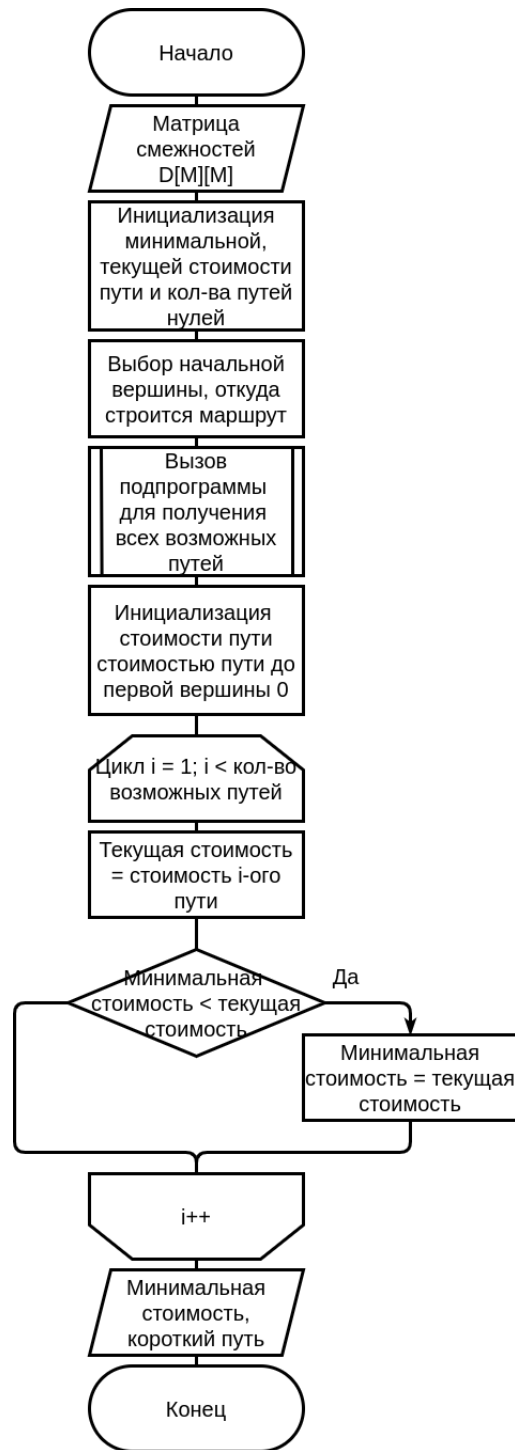 Начало
Матрица
смежностей
D[M][M]
Инициализация
минимальной,
текущей стоимости
пути и кол-ва путей
нулей
Выбор начальной
вершины, откуда
строится маршрут
Вызов
подпрограммы
для получения
всех возможных
путей
Инициализация
стоимости пути
стоимостью пути до
первой вершины 0
Цикл i = 1; i < кол-во
возможных путей
Текущая стоимость
= стоимость i-ого
пути
Минимальная
стоимость < текущая
стоимость
Да
Минимальная
стоимость = текущая
стоимость
i++
Минимальная
стоимость,
короткий путь
Конец